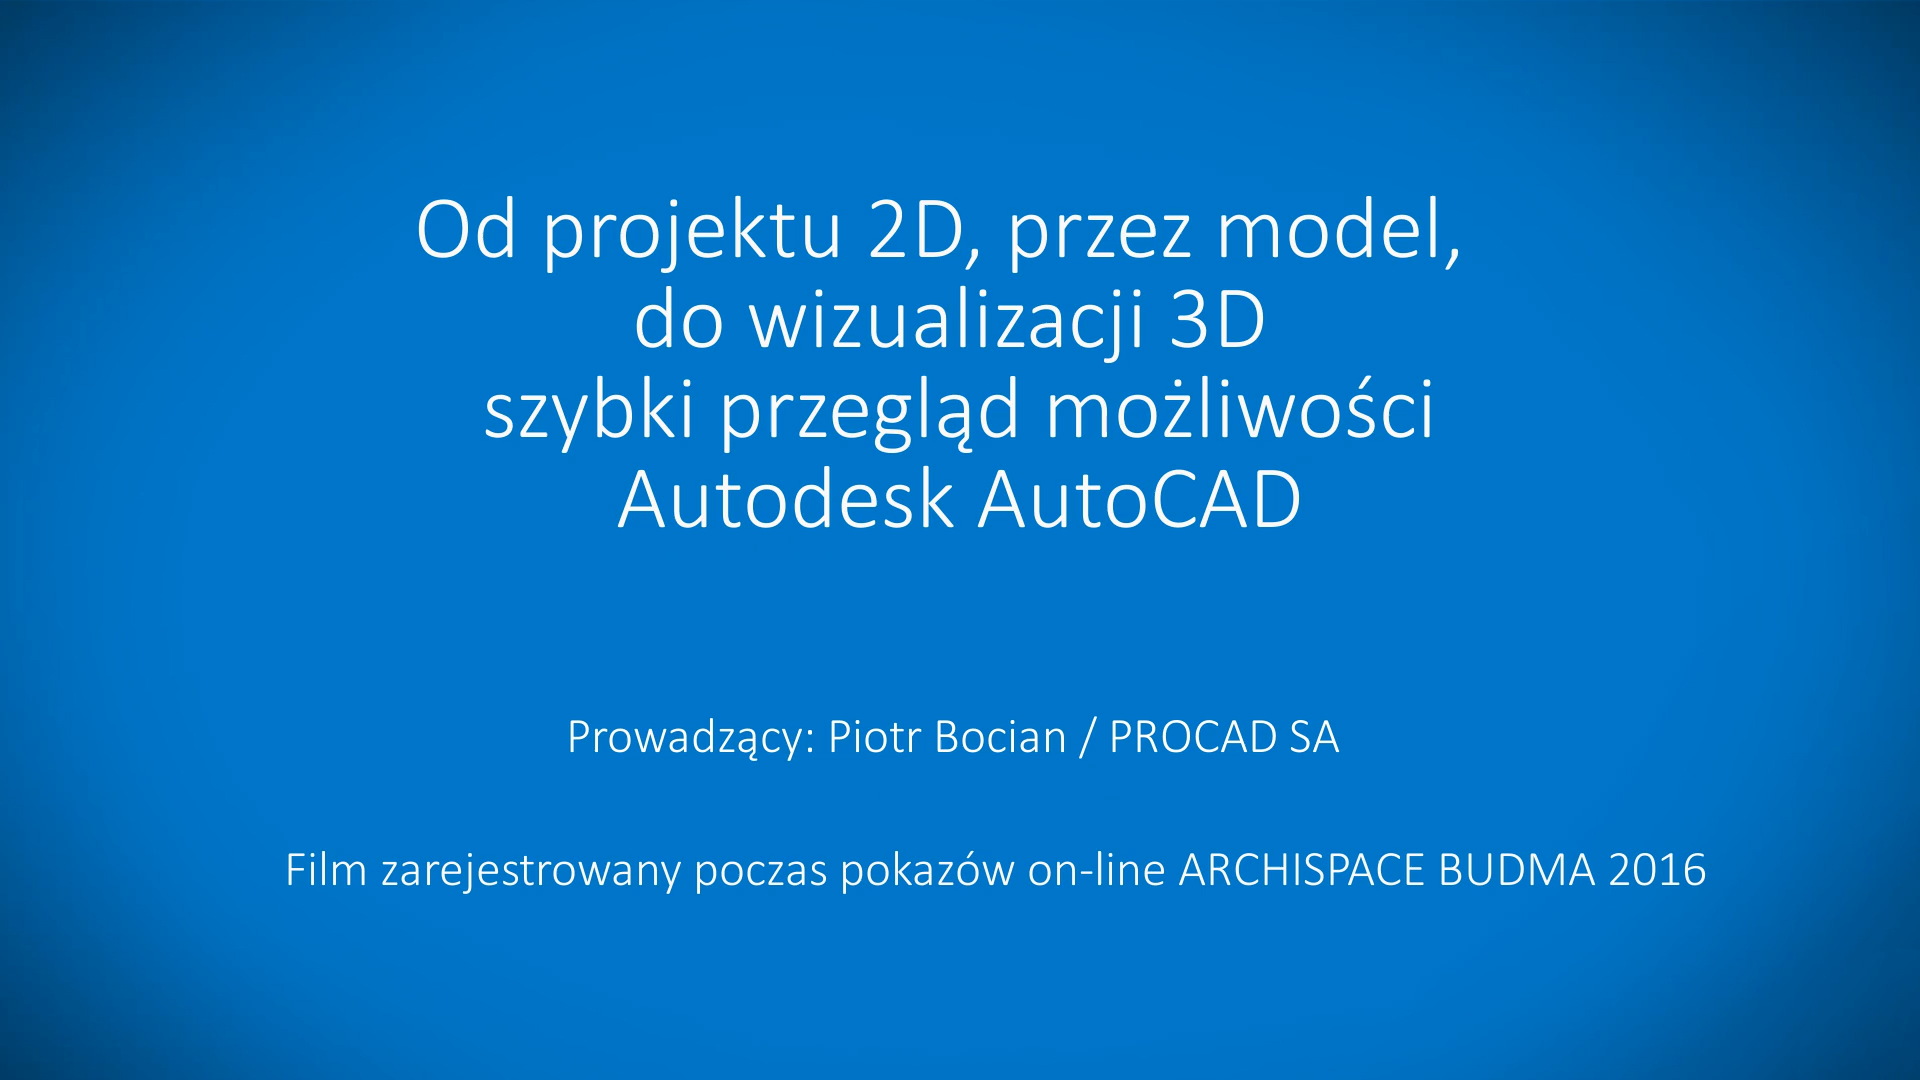 Od projektu 2D, przez model,
do wizualizacji 3D
szybki przegląd możliwości
Autodesk AutoCAD
Prowadzący: Piotr Bocian / PROCAD SA
Film zarejestrowany poczas pokazów on-line ARCHISPACE BUDMA 2016